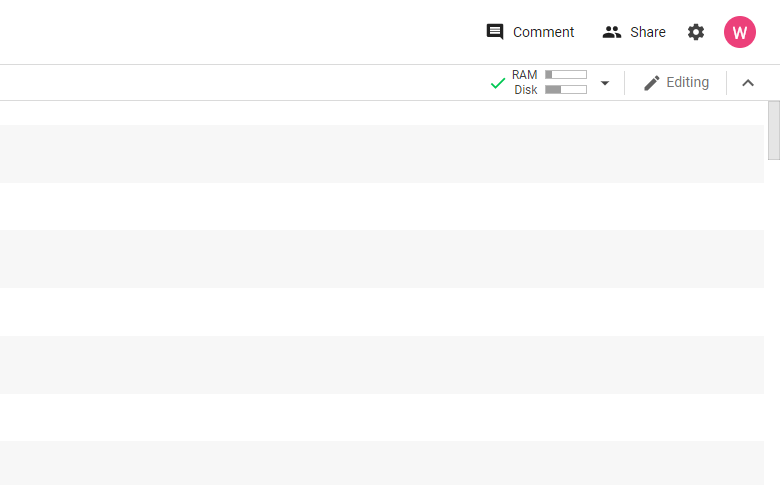 Comment Share W
RAM
Disk
Editing